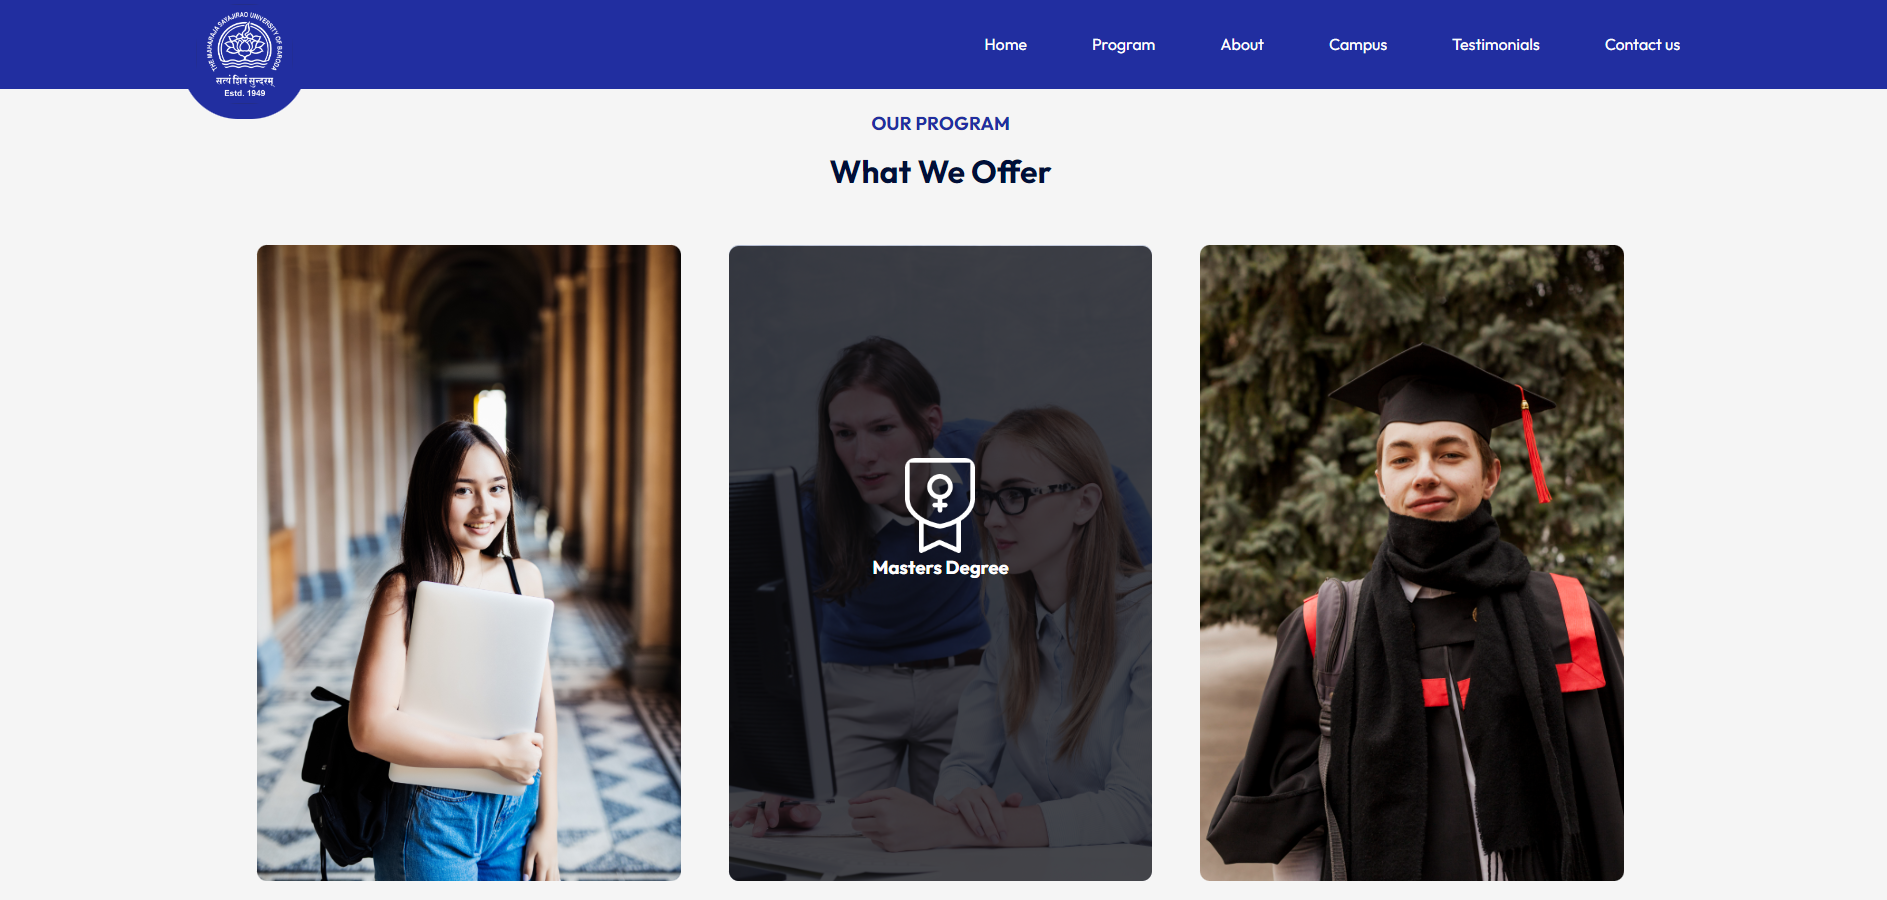 THE MAHARAJA SAYAJIRAO UNIVERSITY OF BARODA
सत्यं शिवं सुन्दरम्
Estd. 1949
Home
Program
About
Campus
Testimonials
Contact us
OUR PROGRAM
What We Offer
Masters Degree